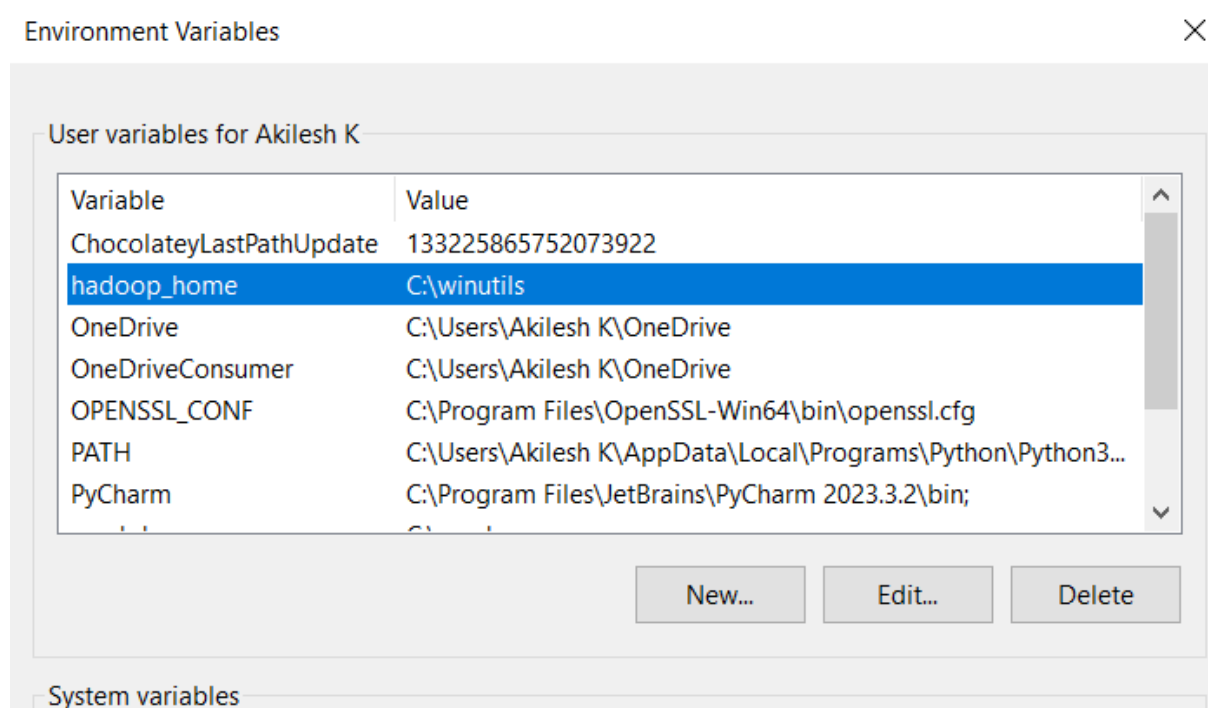 Environment Variables
User variables for Akilesh K
Variable Value
ChocolateyLastPathUpdate 133225865752073922
hadoop_home C:\winutils
OneDrive C:\Users\Akilesh K\OneDrive
OneDriveConsumer C:\Users\Akilesh K\OneDrive
OPENSSL_CONF C:\Program Files\OpenSSL-Win64\bin\openssl.cfg
PATH C:\Users\Akilesh K\AppData\Local\Programs\Python\Python3...
PyCharm C:\Program Files\JetBrains\PyCharm 2023.3.2\bin;
New... Edit... Delete
System variables